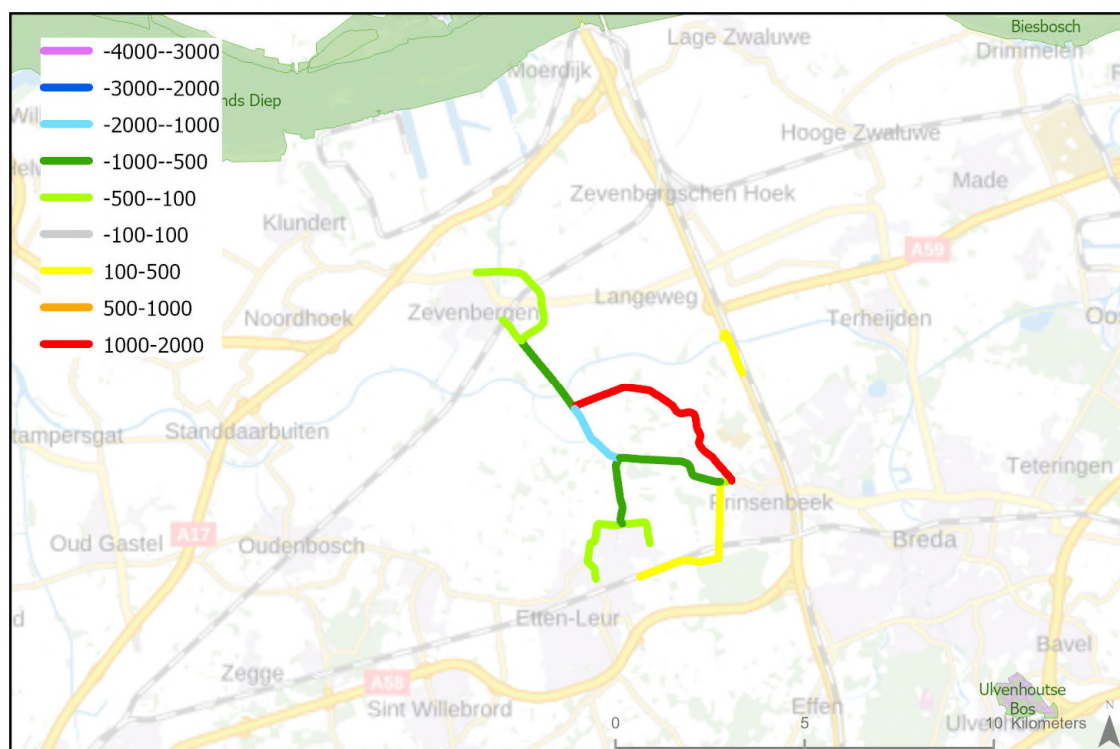 Biesbosch
-4000--3000
Lage Zwaluwe
Drimmelen
-3000--2000
Moerdijk
nds Diep
-2000--1000
Hooge Zwaluwe
-1000--500
Made
-500--100
Zevenbergschen Hoek
Klundert
-100-100
A59
100-500
Langeweg
500-1000
Noordhoek
Zevenbergen
Terheijden
1000-2000
tampersgat
Standdaarbuiten
Teteringen
Prinsenbeek
A17
Oud Gastel
Oudenbosch
Breda
Etten-Leur
Bavel
Zegge
A58
Ulvenhoutse
Bos
Sint Willebrord
Effen
0
5
10 Kilometers
N